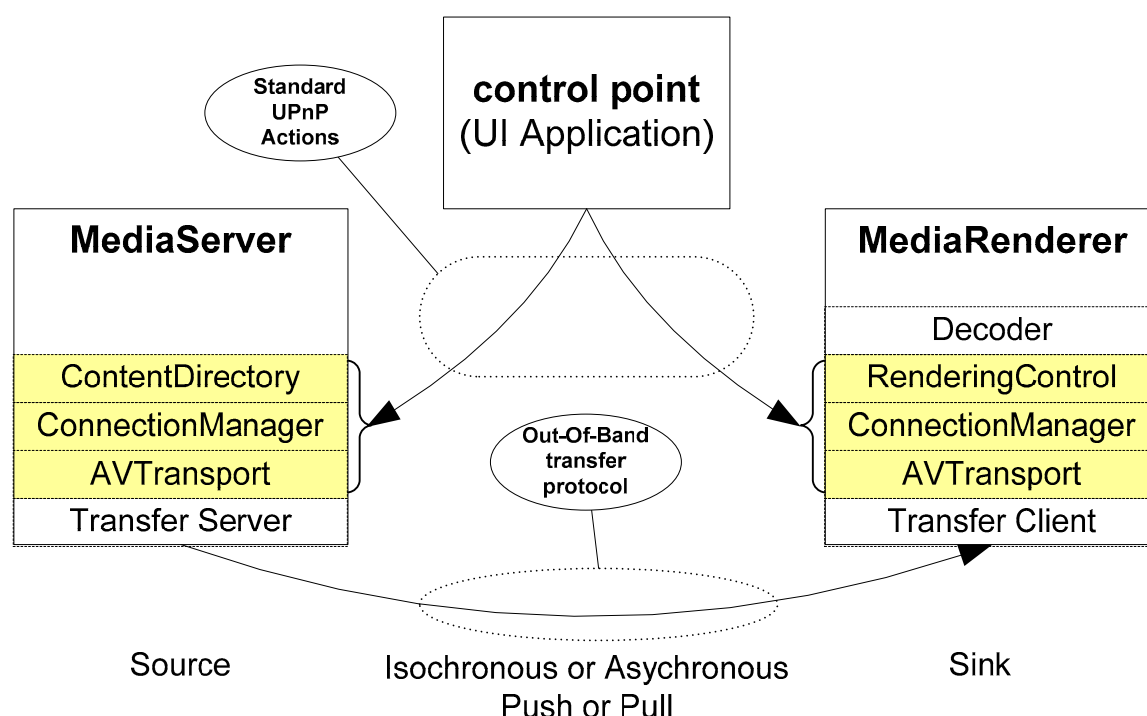 Standard
UPnP
Actions
control point
(UI Application)
MediaServer
ContentDirectory
ConnectionManager
AVTransport
Transfer Server
MediaRenderer
Decoder
RenderingControl
ConnectionManager
AVTransport
Transfer Client
Out-Of-Band
transfer
protocol
Source
Isochronous or Asychronous
Push or Pull
Sink